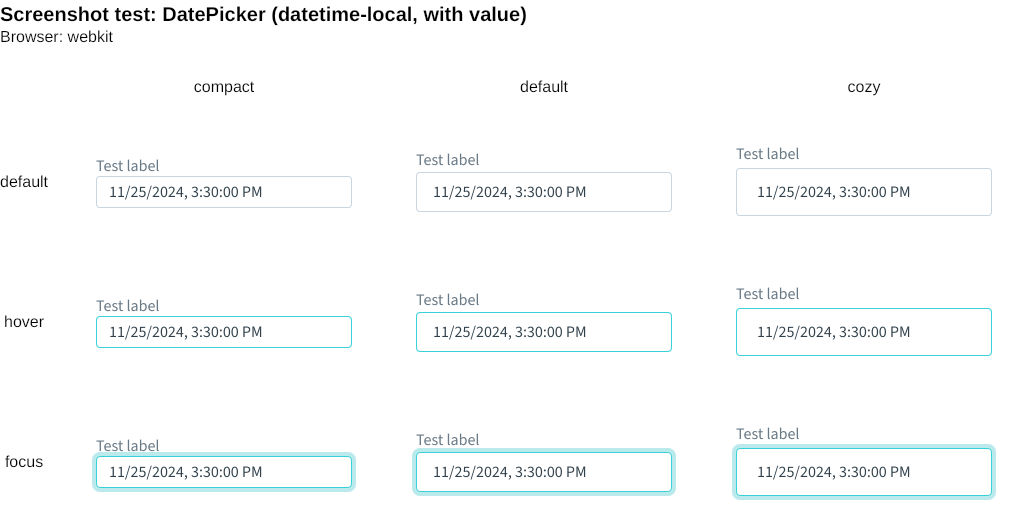 Screenshot test: DatePicker (datetime-local, with value)
Browser: webkit
compact default cozy
Test label Test label Test label
default 11/25/2024, 3:30:00 PM 11/25/2024, 3:30:00 PM 11/25/2024, 3:30:00 PM
Test label Test label Test label
hover 11/25/2024, 3:30:00 PM 11/25/2024, 3:30:00 PM 11/25/2024, 3:30:00 PM
Test label Test label Test label
focus 11/25/2024, 3:30:00 PM 11/25/2024, 3:30:00 PM 11/25/2024, 3:30:00 PM